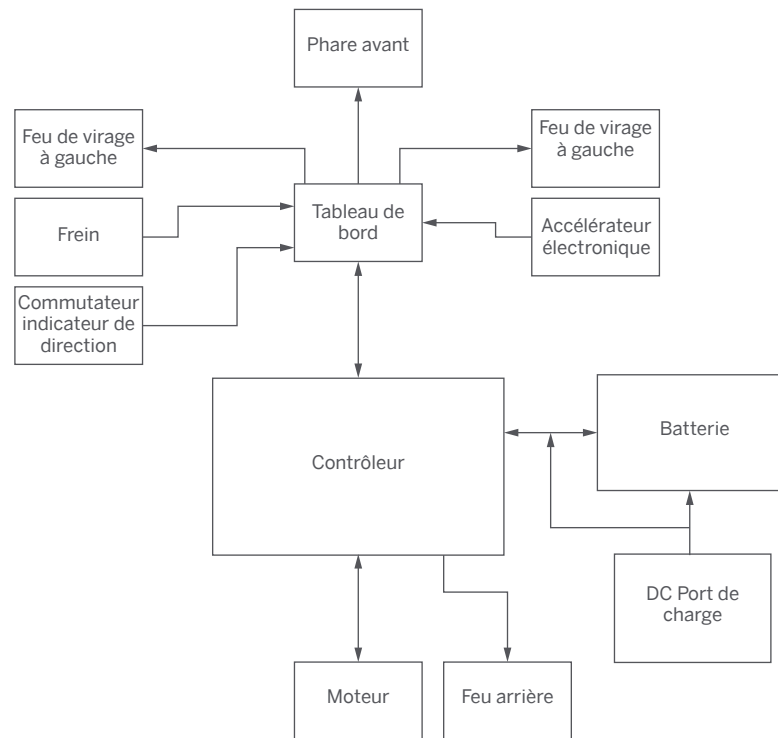 Phare avant
Feu de virage
à gauche
Feu de virage
à gauche
Frein
Tableau de
bord
Accélérateur
électronique
Commutateur
indicateur de
direction
Contrôleur
Batterie
DC Port de
charge
Moteur
Feu arrière